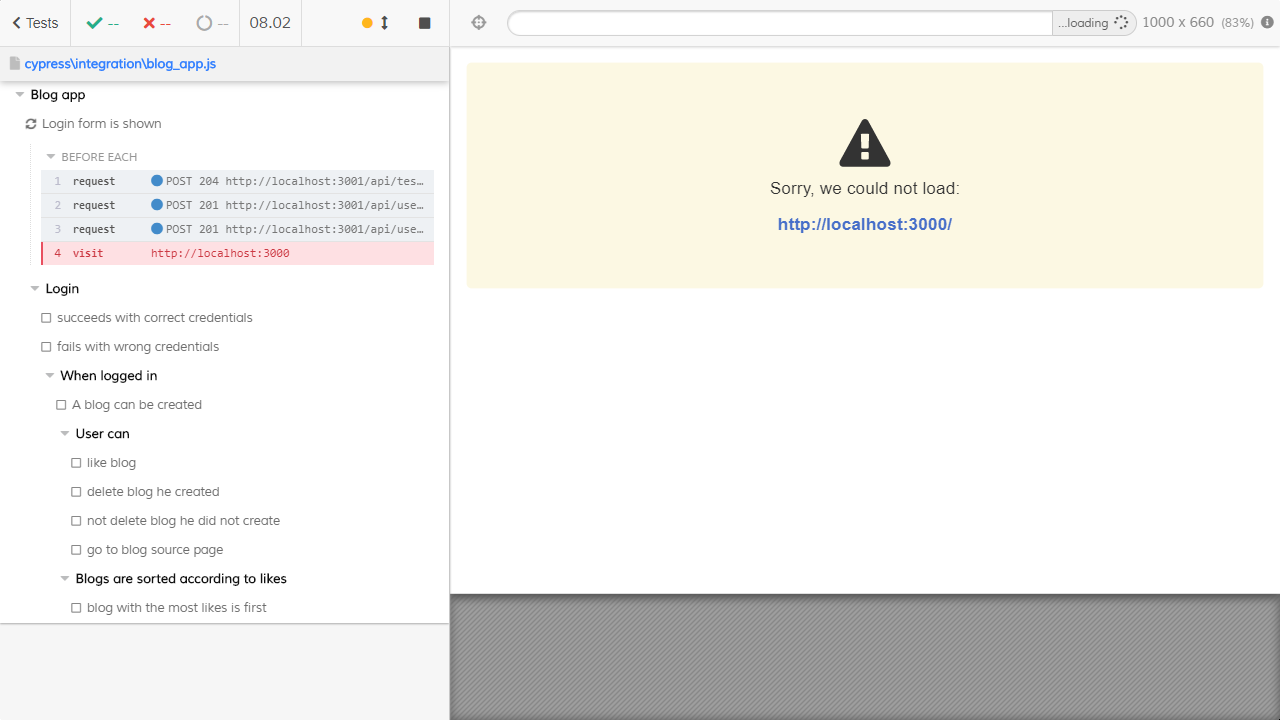 Tests -- -- -- 08.02
...loading 1000 x 660 (83%)
cypress\integration\blog_app.js
Blog app
Login form is shown
BEFORE EACH
1 request POST 204 http://localhost:3001/api/tes…
2 request POST 201 http://localhost:3001/api/use…
3 request POST 201 http://localhost:3001/api/use…
4 visit http://localhost:3000
Login
succeeds with correct credentials
fails with wrong credentials
When logged in
A blog can be created
User can
like blog
delete blog he created
not delete blog he did not create
go to blog source page
Blogs are sorted according to likes
blog with the most likes is first
Sorry, we could not load:
http://localhost:3000/